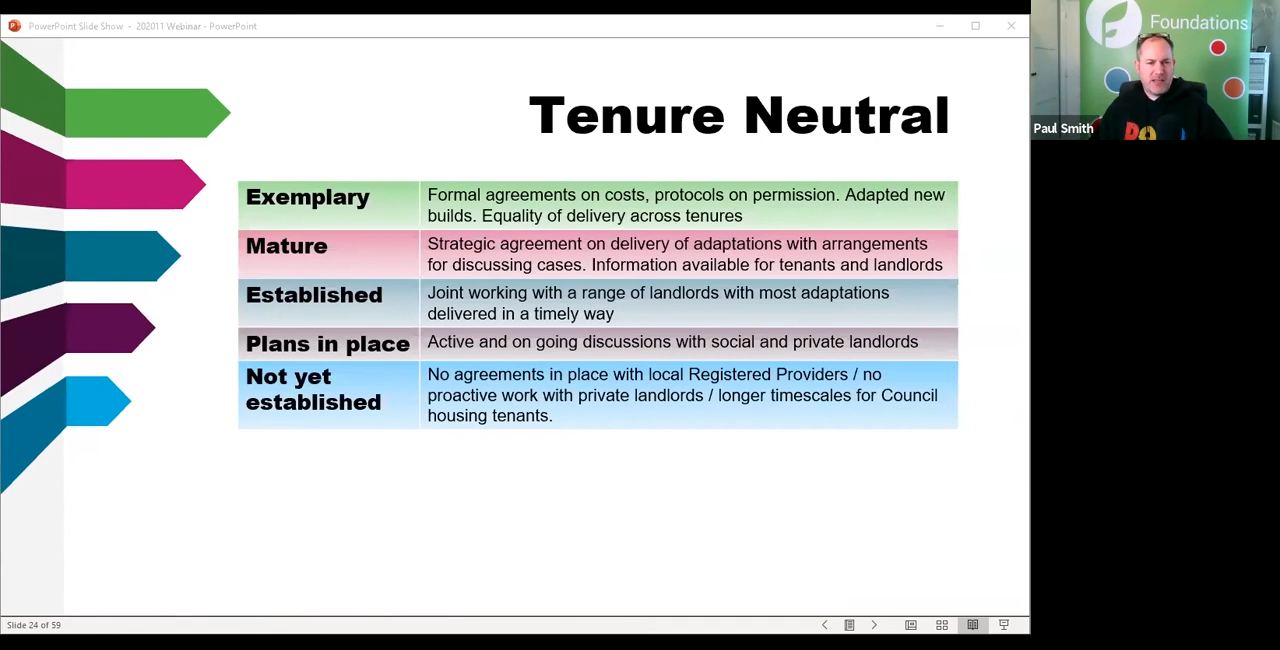 PowerPoint Slide Show - 202011 Webinar - PowerPoint
Foundations
Paul Smith
Tenure Neutral
Exemplary
Formal agreements on costs, protocols on permission. Adapted new
builds. Equality of delivery across tenures
Mature
Strategic agreement on delivery of adaptations with arrangements
for discussing cases. Information available for tenants and landlords
Established
Joint working with a range of landlords with most adaptations
delivered in a timely way
Plans in place
Active and on going discussions with social and private landlords
Not yet
established
No agreements in place with local Registered Providers / no
proactive work with private landlords / longer timescales for Council
housing tenants.
Slide 24 of 59